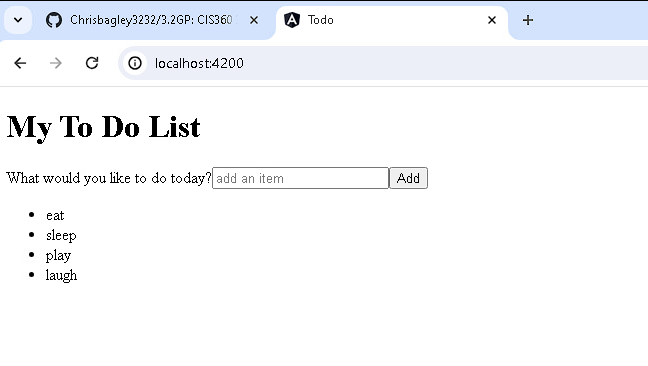 Chrisbagley3232/3.2GP: CIS360
Todo
localhost:4200
My To Do List
What would you like to do today? add an item Add
eat
sleep
play
laugh